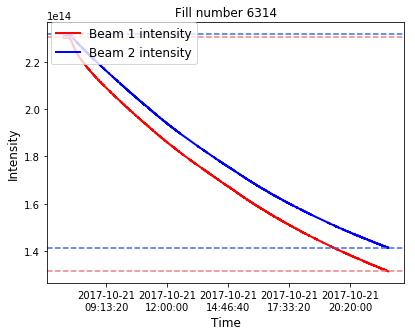 Fill number 6314
1e14
Beam 1 intensity
Beam 2 intensity
2.2
2.0
1.8
1.6
1.4
Intensity
2017-10-21 2017-10-21 2017-10-21 2017-10-21 2017-10-21
09:13:20 12:00:00 14:46:40 17:33:20 20:20:00
Time